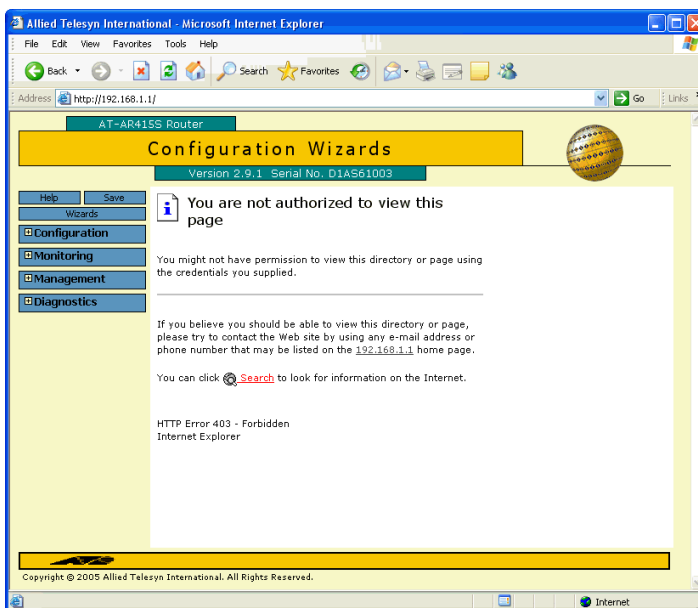 Allied Telesyn International - Microsoft Internet Explorer
File Edit View Favorites Tools Help
Back Search Favorites
Address http://192.168.1.1/ Go Links
AT-AR415S Router
Configuration Wizards
Version 2.9.1 Serial No. D1AS61003
Help Save
Wizards
Configuration
Monitoring
Management
Diagnostics
You are not authorized to view this
page
You might not have permission to view this directory or page using
the credentials you supplied.
If you believe you should be able to view this directory or page,
please try to contact the Web site by using any e-mail address or
phone number that may be listed on the 192.168.1.1 home page.
You can click Search to look for information on the Internet.
HTTP Error 403 - Forbidden
Internet Explorer
Copyright © 2005 Allied Telesyn International. All Rights Reserved.
Internet